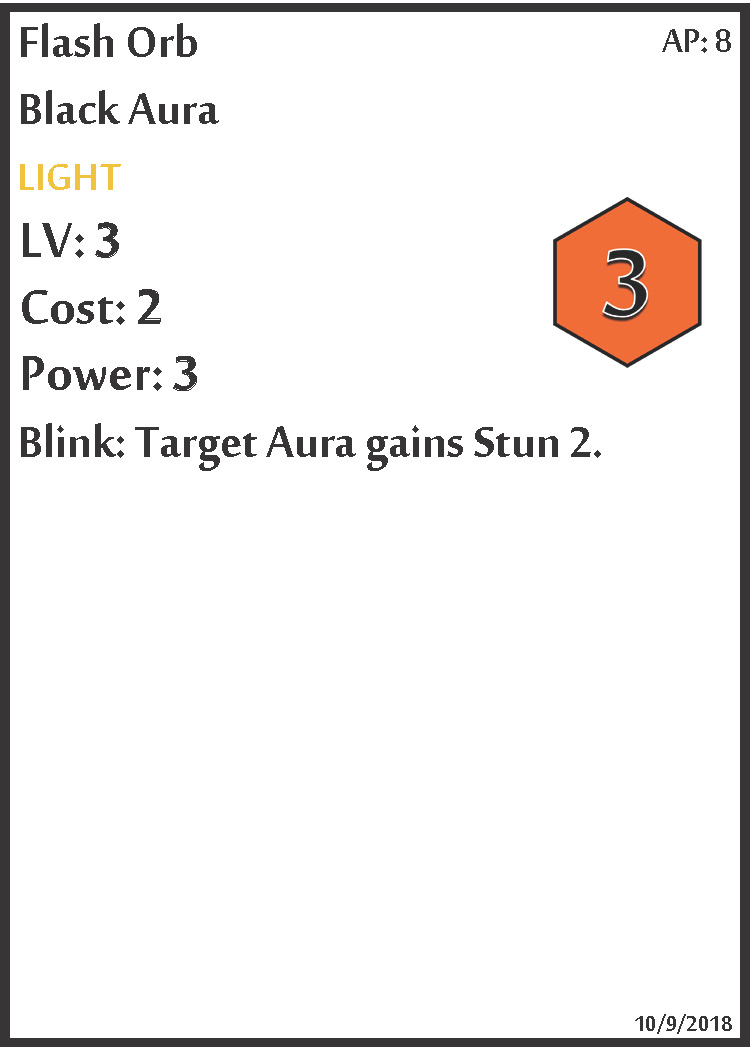 Flash Orb
AP: 8
Black Aura
LIGHT
LV: 3
Cost: 2
3
Power: 3
Blink: Target Aura gains Stun 2.
10/9/2018